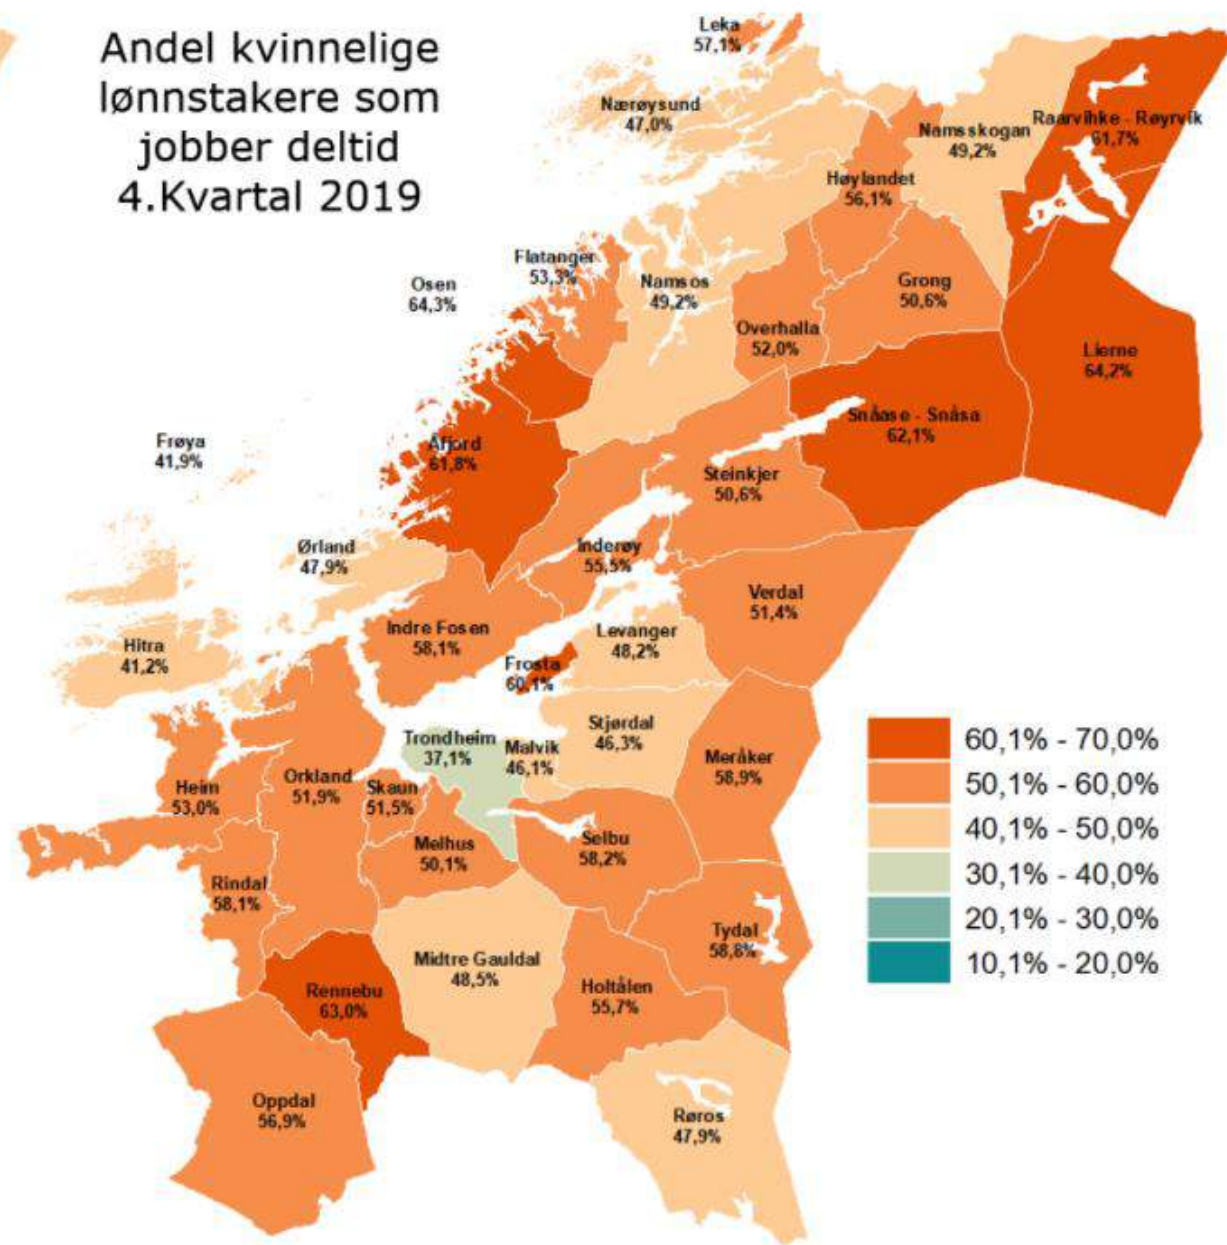 Andel kvinnelige
lønnstakere som
jobber deltid
4.Kvartal 2019
Leka
57,1%
Nærøysund
47,0%
Namsskogan
49,2%
Raarvihke - Røyrvik
61,7%
Høylandet
56,1%
Flatanger
53,3%
Osen
64,3%
Namsos
49,2%
Grong
50,6%
Overhalla
52,0%
Lierne
64,2%
Snåase - Snåsa
62,1%
Frøya
41,9%
Åfjord
61,8%
Steinkjer
50,6%
Ørland
47,9%
Inderøy
55,5%
Verdal
51,4%
Hitra
41,2%
Indre Fosen
58,1%
Levanger
48,2%
Frosta
60,1%
Stjørdal
46,3%
Trondheim
37,1%
Malvik
46,1%
Meråker
58,9%
Heim
53,0%
Orkland
51,9%
Skaun
51,5%
Melhus
50,1%
Selbu
58,2%
Rindal
58,1%
Tydal
58,8%
Midtre Gauldal
48,5%
Holtålen
55,7%
Rennebu
63,0%
Oppdal
56,9%
Røros
47,9%
60,1% - 70,0%
50,1% - 60,0%
40,1% - 50,0%
30,1% - 40,0%
20,1% - 30,0%
10,1% - 20,0%